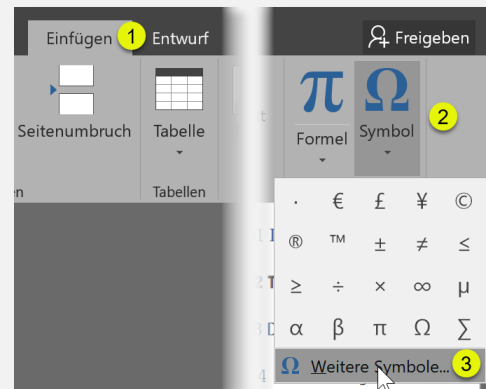 Einfügen 1 Entwurf Freigeben
Seitenumbruch Tabelle Formel Symbol 2
Tabellen
· € £ ¥ ©
® ™ ± ≠ ≤
≥ ÷ × ∞ µ
α β π Ω Σ
Ω Weitere Symbole... 3